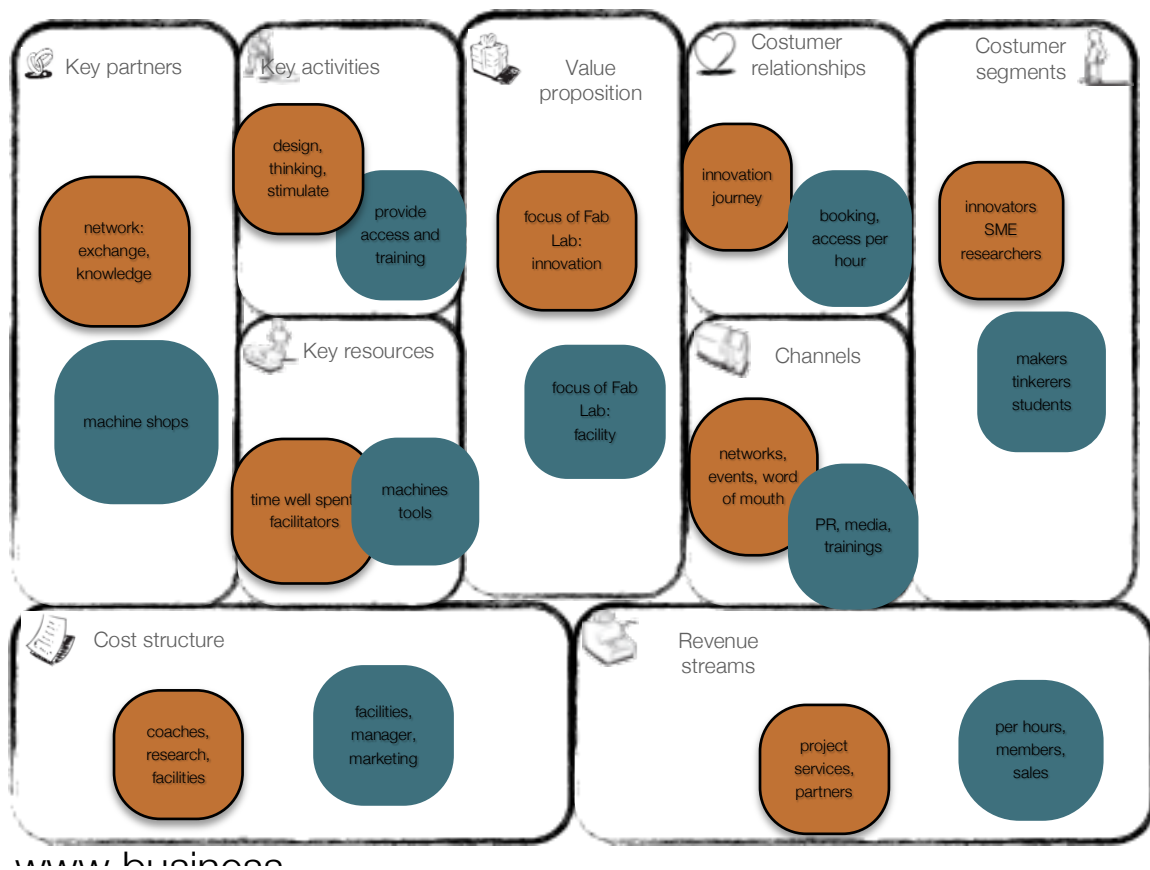 Key partners
network:
exchange,
knowledge
machine shops
Key activities
design,
thinking,
stimulate
provide
access and
training
Key resources
time well spent,
facilitators
machines
tools
Value
proposition
focus of Fab
Lab:
innovation
focus of Fab
Lab:
facility
Costumer
relationships
innovation
journey
booking,
access per
hour
Channels
networks,
events, word
of mouth
PR, media,
trainings
Costumer
segments
innovators
SME
researchers
makers
tinkerers
students
Cost structure
coaches,
research,
facilities
facilities,
manager,
marketing
Revenue
streams
project
services,
partners
per hours,
members,
sales
www.business